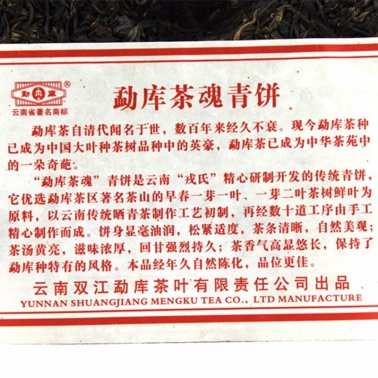 勐库®
云南省著名商标
勐库茶魂青饼
勐库茶自清代闻名于世，数百年来经久不衰。现今勐库茶种
已成为中国大叶种茶树品种中的英豪，勐库茶已成为中华茶苑中
的一朵奇葩。
“勐库茶魂”青饼是云南“戎氏”精心研制开发的传统青饼，
它优选勐库茶区著名茶山的早春一芽一叶、一芽二叶茶树鲜叶为
原料，以云南传统晒青茶制作工艺初制，再经数十道工序由手工
精心制作而成。饼身显毫油润，松紧适度，茶条清晰，自然美观；
茶汤黄亮，滋味浓厚，回甘强烈持久；茶香气高显悠长，保持了
勐库种特有的风格。本品经年久自然陈化，品位更佳。
云南双江勐库茶叶有限责任公司出品
YUNNAN SHUANGJIANG MENGKU TEA CO., LTD MANUFACTURE